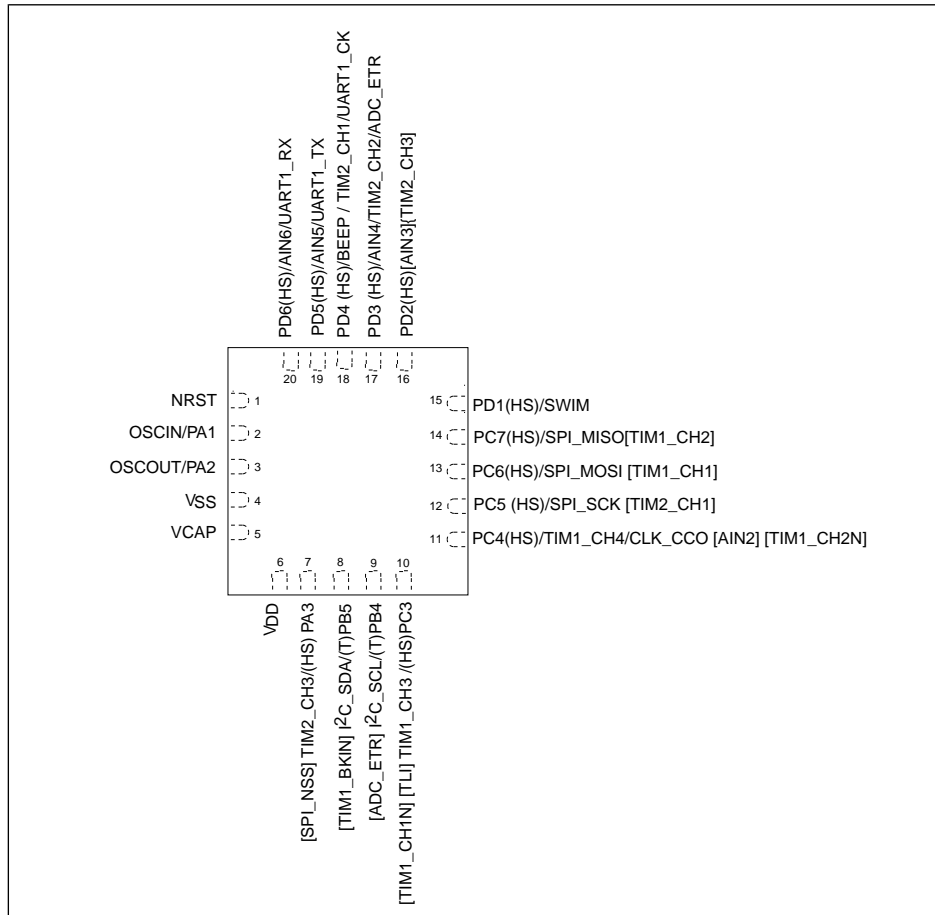 PD6(HS)/AIN6/UART1_RX
PD5(HS)/AIN5/UART1_TX
PD4 (HS)/BEEP / TIM2_CH1/UART1_CK
PD3 (HS)/AIN4/TIM2_CH2/ADC_ETR
PD2(HS)[AIN3]{TIM2_CH3]
20
19
18
17
16
NRST 1
OSCIN/PA1 2
OSCOUT/PA2 3
VSS 4
VCAP 5
15 PD1(HS)/SWIM
14 PC7(HS)/SPI_MISO[TIM1_CH2]
13 PC6(HS)/SPI_MOSI [TIM1_CH1]
12 PC5 (HS)/SPI_SCK [TIM2_CH1]
11 PC4(HS)/TIM1_CH4/CLK_CCO [AIN2] [TIM1_CH2N]
6
7
8
9
10
VDD
[SPI_NSS] TIM2_CH3/(HS) PA3
[TIM1_BKIN] I²C_SDA/(T)PB5
[ADC_ETR] I²C_SCL/(T)PB4
[TIM1_CH1N] [TLI] TIM1_CH3 /(HS)PC3